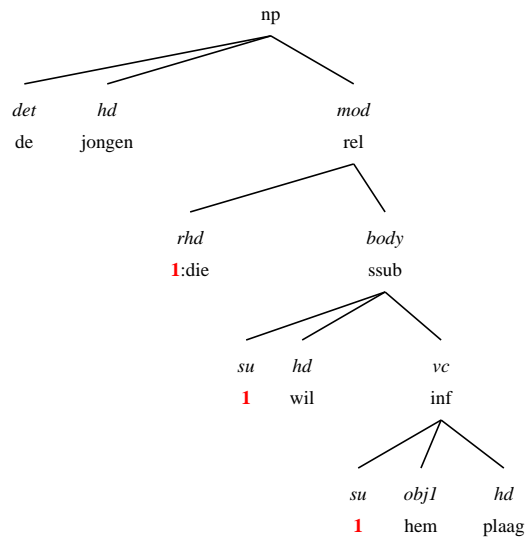 np
det hd mod
de jongen rel
rhd body
1:die ssub
su hd vc
1 wil inf
su obj1 hd
1 hem plaag